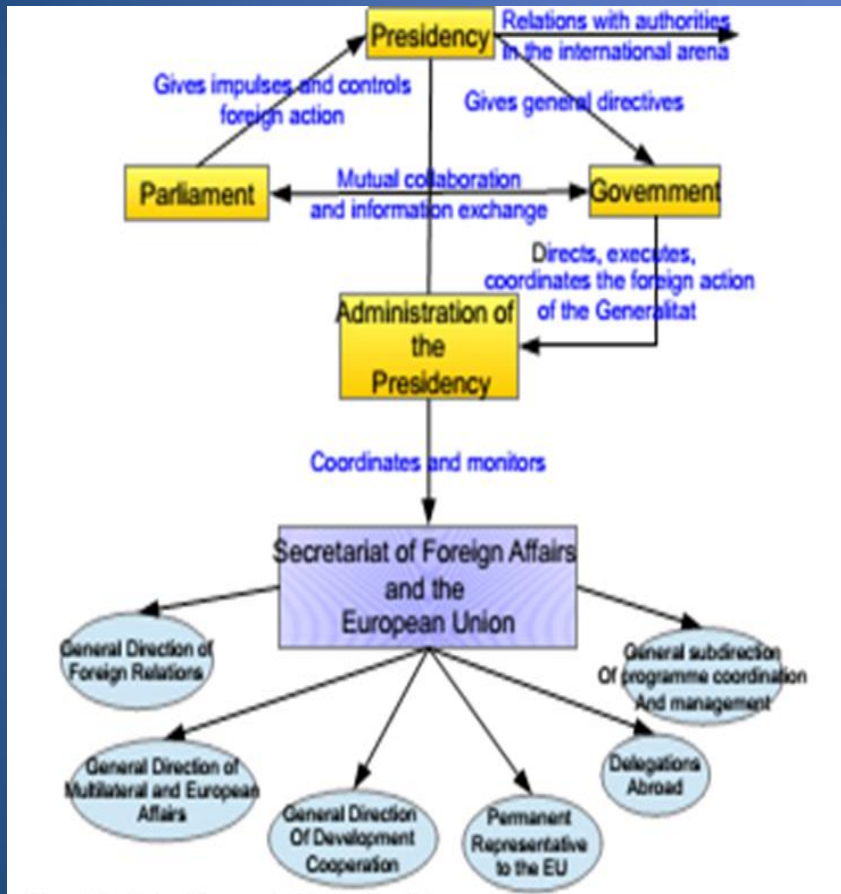 Presidency
Relations with authorities
in the international arena
Gives impulses and controls
foreign action
Gives general directives
Parliament
Mutual collaboration
and information exchange
Government
Directs, executes,
coordinates the foreign action
of the Generalitat
Administration of
the
Presidency
Coordinates and monitors
Secretariat of Foreign Affairs
and the
European Union
General Direction of
Foreign Relations
General subdirection
Of programme coordination
And management
General Direction of
Multilateral and European
Affairs
Delegations
Abroad
General Direction
Of Development
Cooperation
Permanent
Representative
to the EU